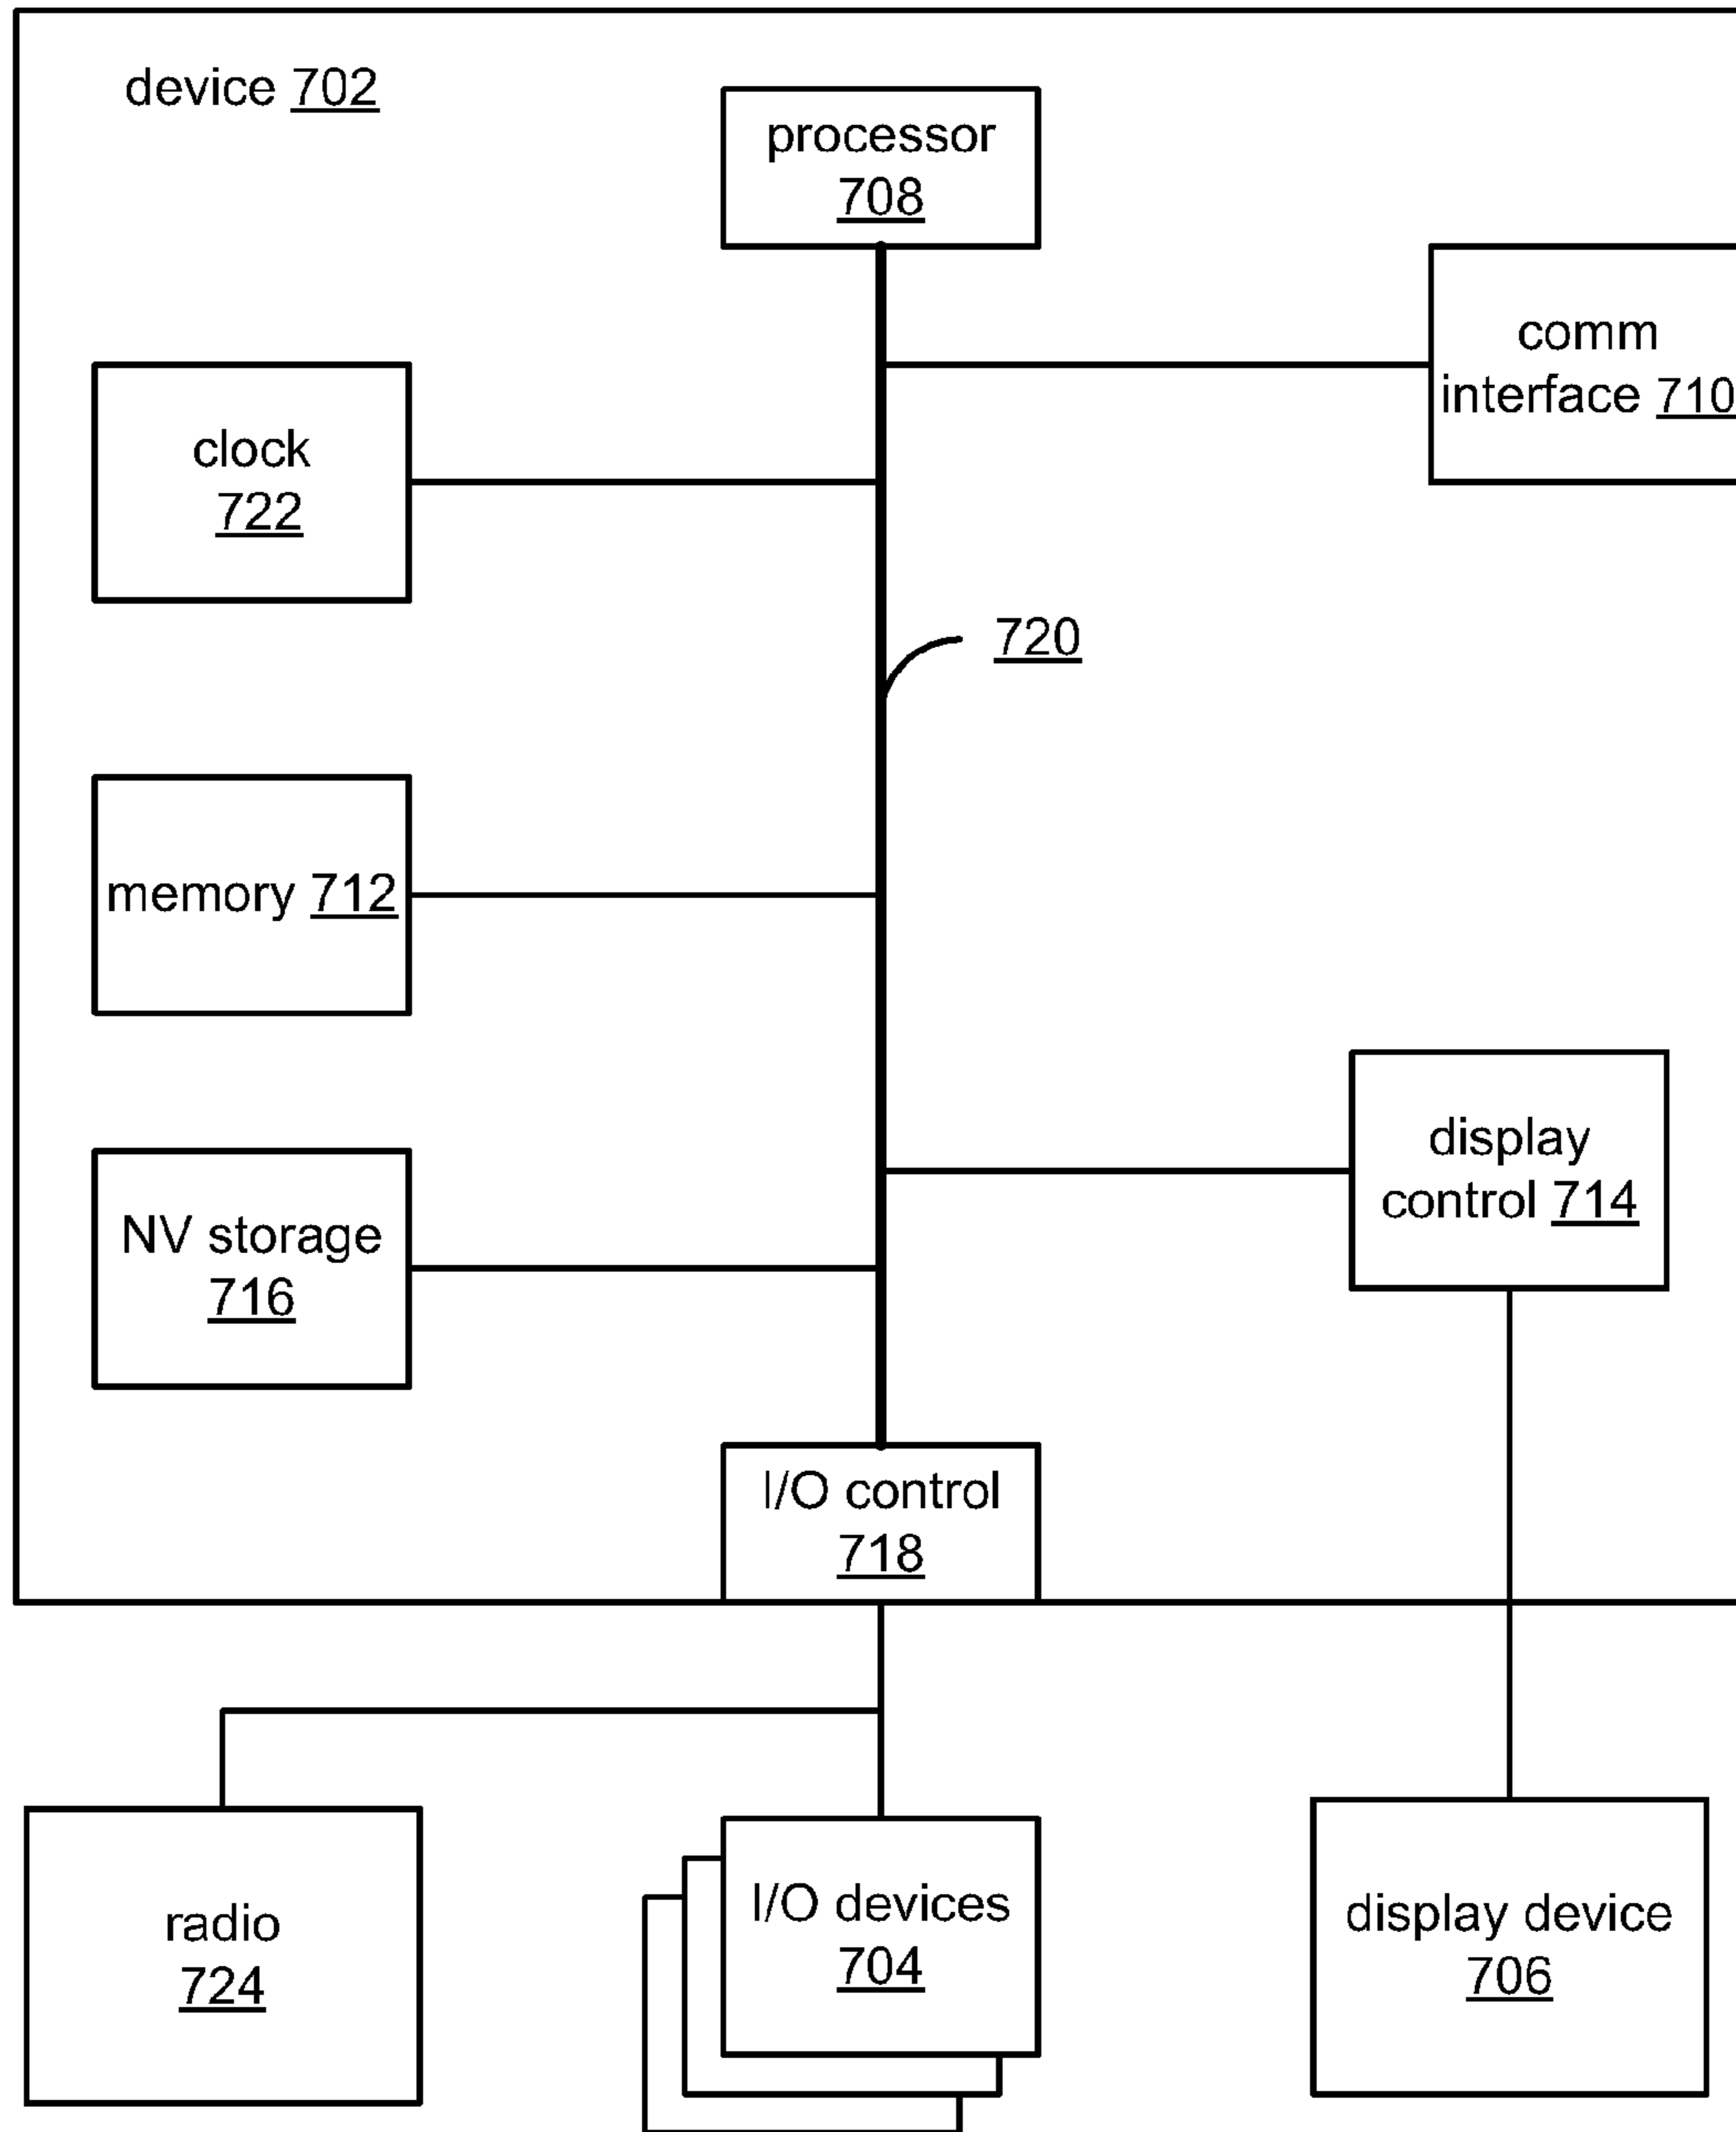 device 702
processor
708
comm
interface 710
clock
722
720
memory 712
display
control 714
NV storage
716
I/O control
718
radio
724
I/O devices
704
display device
706